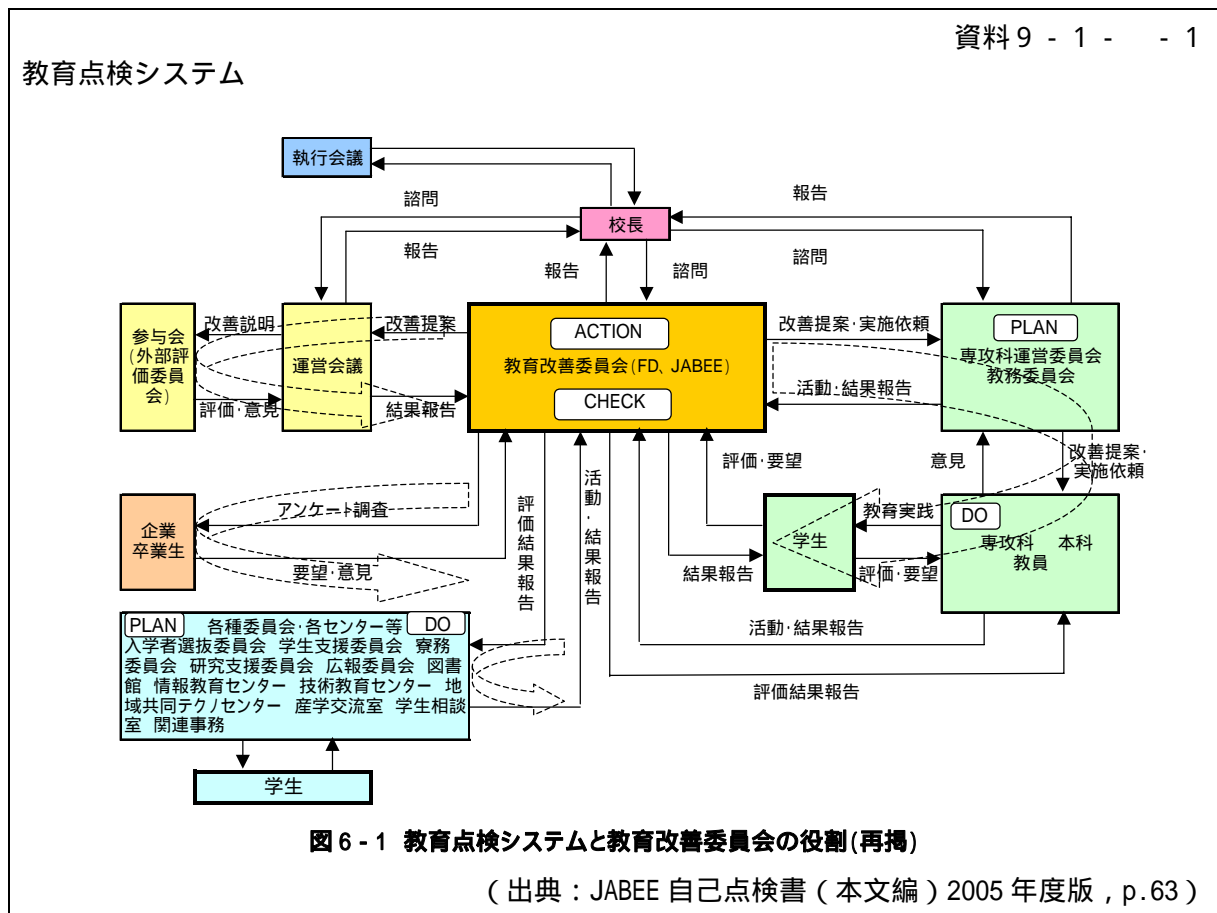 資料9-1- -1
教育点検システム
執行会議
諮問
報告
校長
報告
報告
諮問
諮問
参与会
(外部評
価委員
会)
改善説明
評価・意見
運営会議
改善提案
結果報告
ACTION
教育改善委員会(FD、JABEE)
CHECK
改善提案・実施依頼
活動・結果報告
PLAN
専攻科運営委員会
教務委員会
評価・要望
意見
改善提案・
実施依頼
企業
卒業生
アンケート調査
要望・意見
評価結果報告
活動・結果報告
結果報告
学生
教育実践
評価・要望
DO
専攻科 本科
教員
活動・結果報告
評価結果報告
PLAN 各種委員会・各センター等 DO
入学者選抜委員会 学生支援委員会 寮務
委員会 研究支援委員会 広報委員会 図書
館 情報教育センター 技術教育センター 地
域共同テクノセンター 産学交流室 学生相談
室 関連事務
学生
図6-1 教育点検システムと教育改善委員会の役割(再掲)
(出典:JABEE 自己点検書(本文編)2005年度版,p.63)